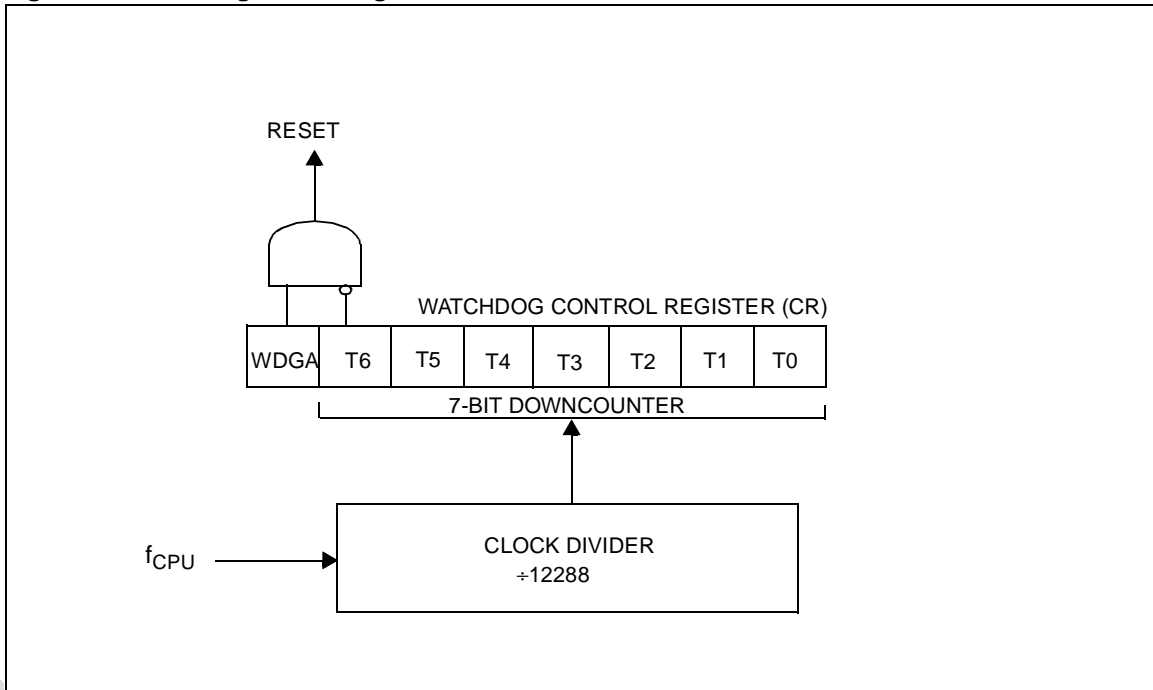 RESET
WATCHDOG CONTROL REGISTER (CR)
WDGA T6 T5 T4 T3 T2 T1 T0
7-BIT DOWNCOUNTER
fCPU
CLOCK DIVIDER
÷12288